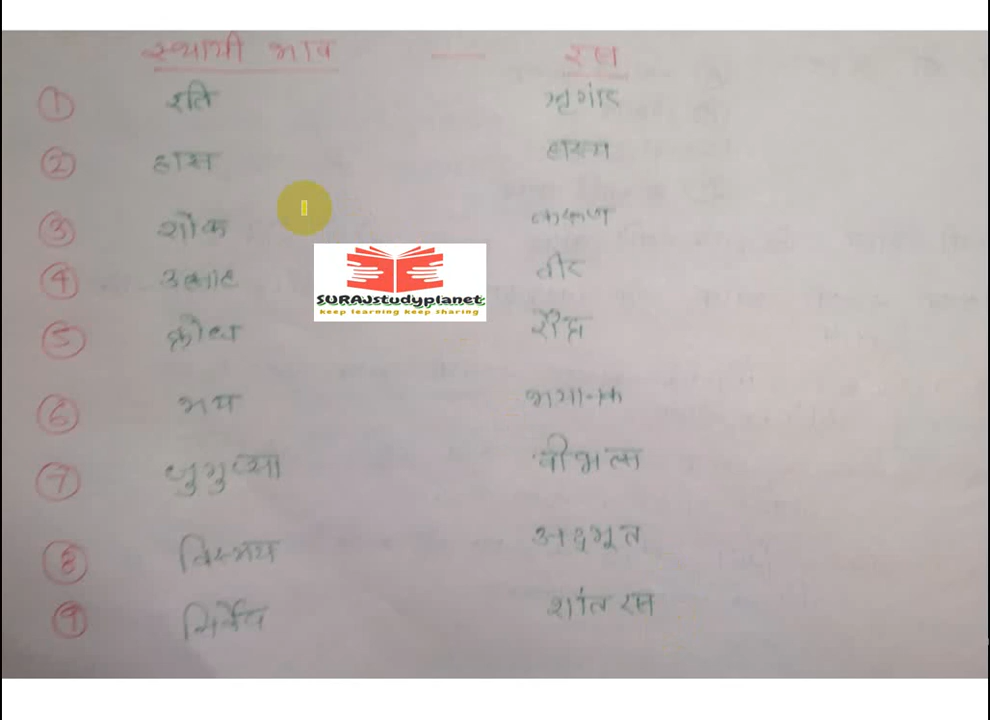 स्थायी भाव — रस
① रति श्रृगांर
② हास हास्य
③ शोक करूण
④ उत्साह वीर
SURAJstudyplanet
keep learning keep sharing
⑤ क्रोध रौद्र
⑥ भय भयानक
⑦ जुगुप्सा वीभत्स
⑧ विस्मय अदभूत
⑨ निर्वेद शांत रस